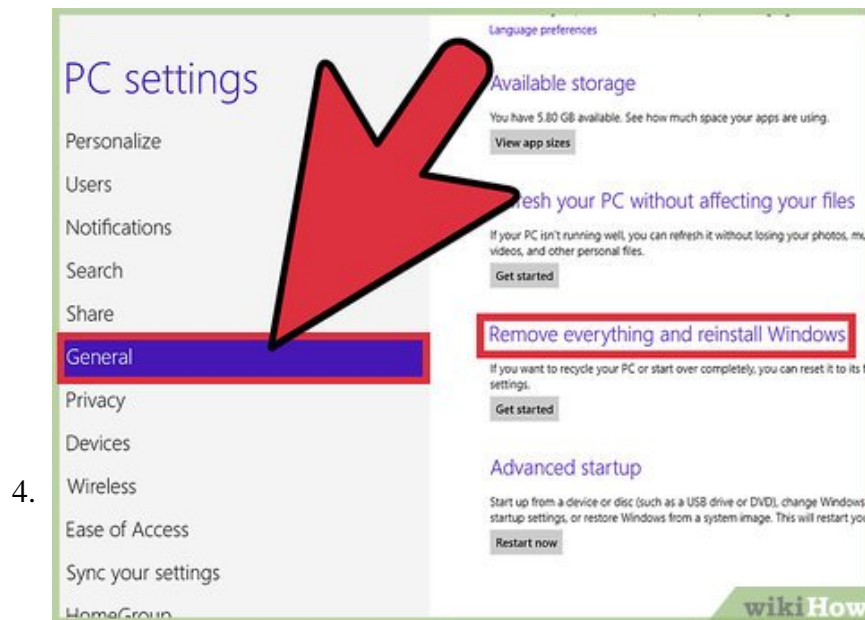 Language preferences
PC settings
Personalize
Users
Notifications
Search
Share
General
Privacy
Devices
4.
Wireless
Ease of Access
Sync your settings
HomeGroup
Available storage
You have 5.80 GB available. See how much space your apps are using.
View app sizes
esh your PC without affecting your files
If your PC isn't running well, you can refresh it without losing your photos, mu
videos, and other personal files.
Get started
Remove everything and reinstall Windows
If you want to recycle your PC or start over completely, you can reset it to its f
settings.
Get started
Advanced startup
Start up from a device or disc (such as a USB drive or DVD), change Windows
startup settings, or restore Windows from a system image. This will restart you
Restart now
wikiHow